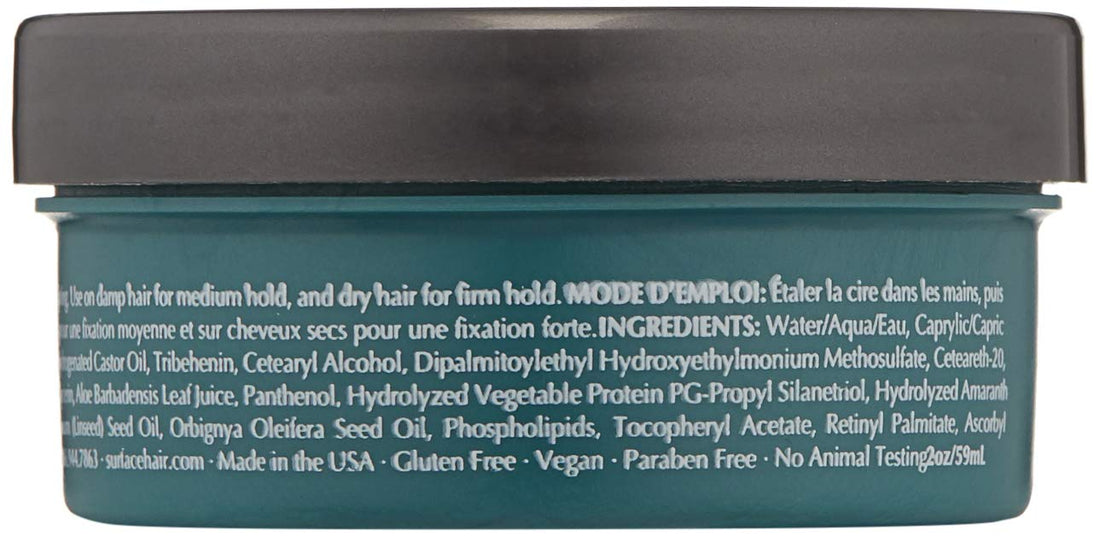 Use on damp hair for medium hold, and dry hair for firm hold. MODE D'EMPLOI: Étaler la cire dans les mains, puis
une fixation moyenne et sur cheveux secs pour une fixation forte. INGREDIENTS: Water/Aqua/Eau, Caprylic/Capric
Castor Oil, Tribehenin, Cetearyl Alcohol, Dipalmitoylethyl Hydroxyethylmonium Methosulfate, Ceteareth-20,
Aloe Barbadensis Leaf Juice, Panthenol, Hydrolyzed Vegetable Protein PG-Propyl Silanetriol, Hydrolyzed Amaranth
(Linseed) Seed Oil, Orbignya Oleifera Seed Oil, Phospholipids, Tocopheryl Acetate, Retinyl Palmitate, Ascorbyl
.7863 · surfacehair.com · Made in the USA · Gluten Free · Vegan · Paraben Free · No Animal Testing2oz/59mL